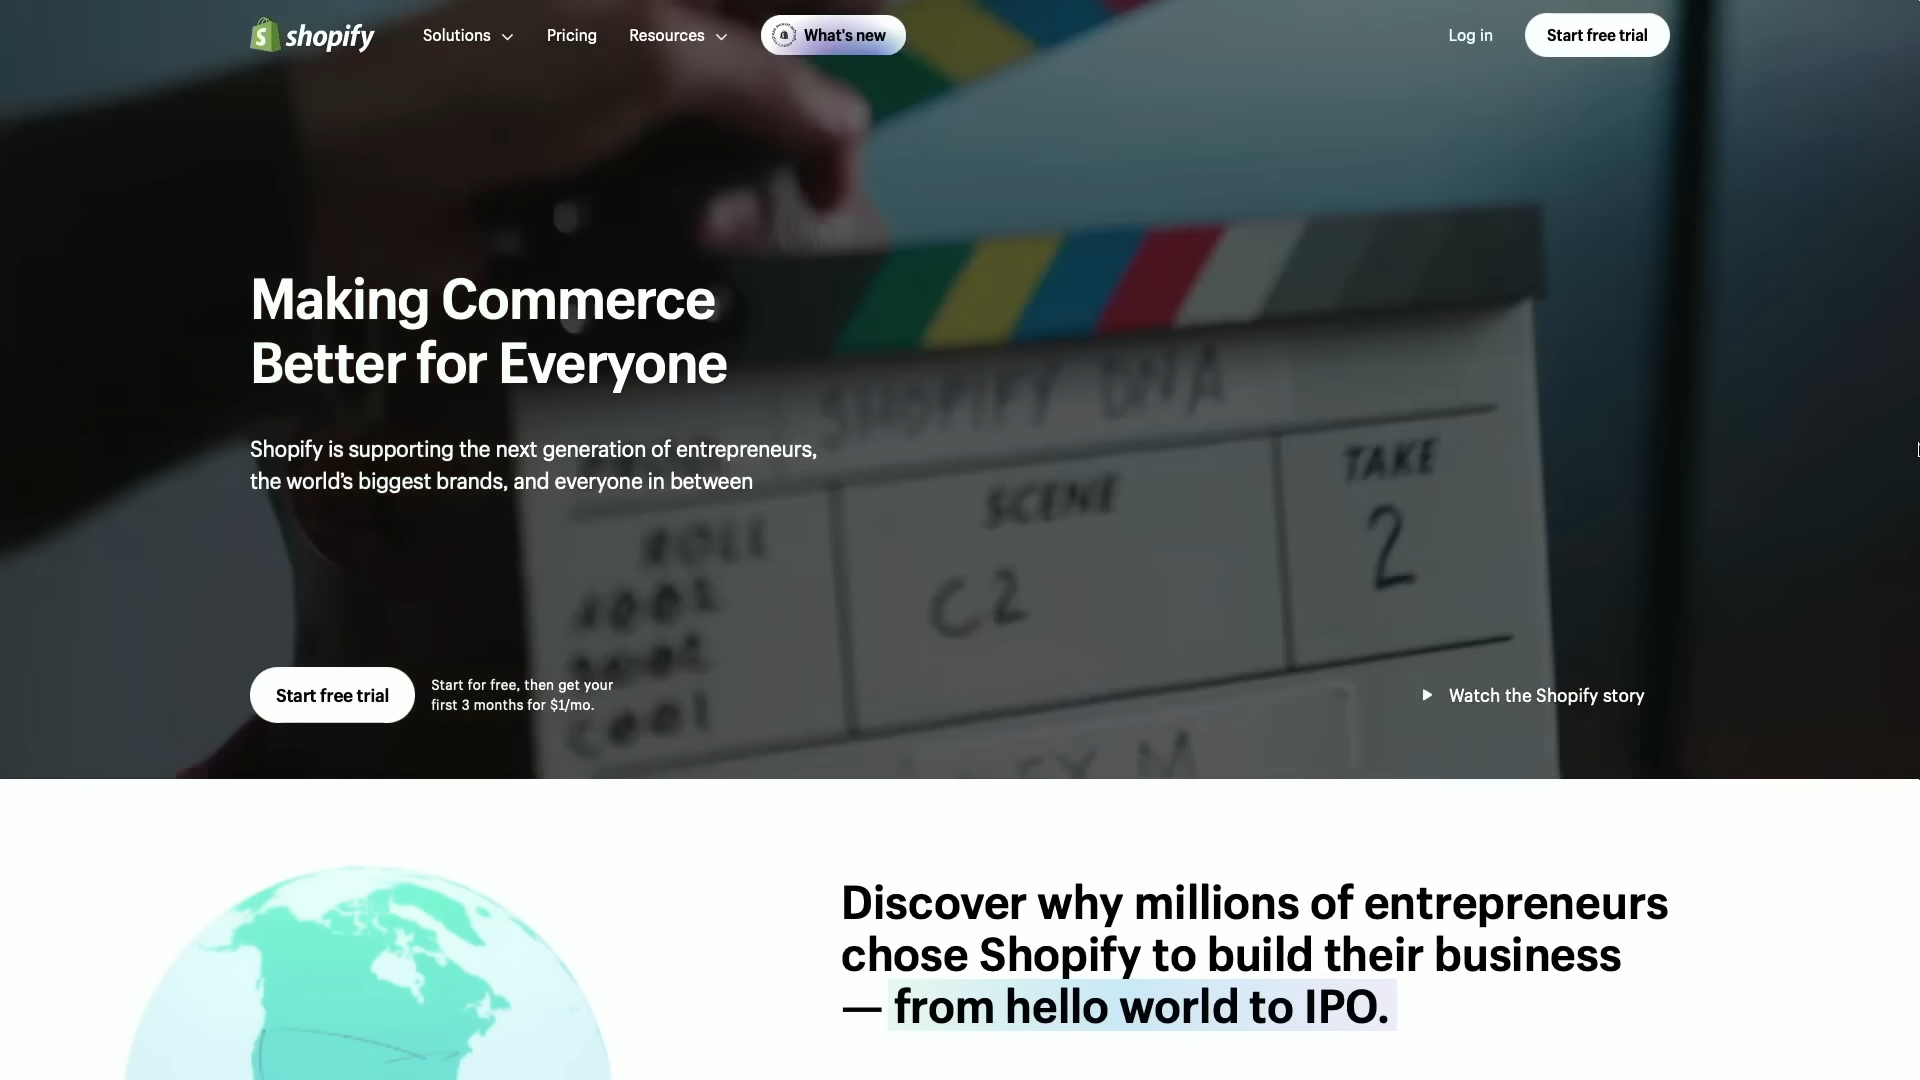 shopify
Solutions
Pricing
Resources
What's new
Log in
Start free trial
Making Commerce
Better for Everyone
Shopify is supporting the next generation of entrepreneurs,
the world’s biggest brands, and everyone in between
SHOPIFY DNA
ROLL
SCENE
TAKE
C2
2
Start free trial
Start for free, then get your
first 3 months for $1/mo.
Watch the Shopify story
Discover why millions of entrepreneurs
chose Shopify to build their business
— from hello world to IPO.